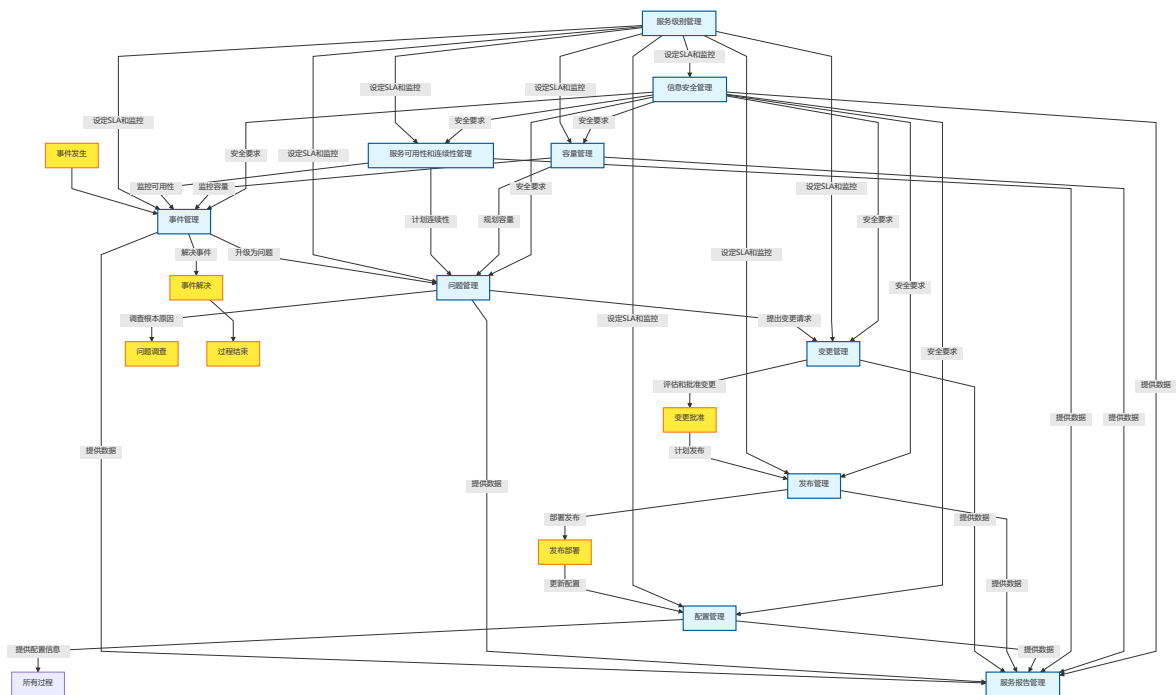 服务级别管理
设定SLA和监控
信息安全管理
设定SLA和监控
设定SLA和监控
设定SLA和监控
安全要求
安全要求
事件发生
安全要求
设定SLA和监控
服务可用性和连续性管理
容量管理
监控可用性
监控容量
安全要求
设定SLA和监控
提供数据
事件管理
计划连续性
规划容量
安全要求
提供数据
提供数据
解决事件
升级为问题
设定SLA和监控
事件解决
问题管理
安全要求
调查根本原因
设定SLA和监控
提出变更请求
问题调查
过程结束
变更管理
安全要求
评估和批准变更
变更批准
提供数据
计划发布
提供数据
发布管理
部署发布
提供数据
发布部署
更新配置
提供数据
配置管理
提供配置信息
提供数据
所有过程
服务报告管理